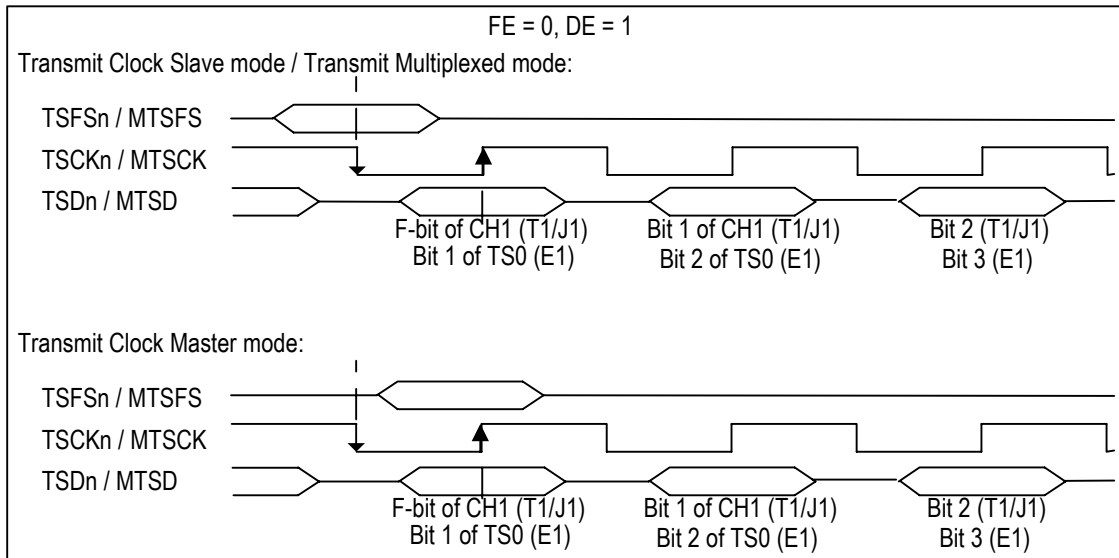 FE = 0, DE = 1
Transmit Clock Slave mode / Transmit Multiplexed mode:
TSFSn / MTSFS
TSCKn / MTSCK
TSDn / MTSD
F-bit of CH1 (T1/J1)
Bit 1 of TS0 (E1)
Bit 1 of CH1 (T1/J1)
Bit 2 of TS0 (E1)
Bit 2 (T1/J1)
Bit 3 (E1)
Transmit Clock Master mode:
TSFSn / MTSFS
TSCKn / MTSCK
TSDn / MTSD
F-bit of CH1 (T1/J1)
Bit 1 of TS0 (E1)
Bit 1 of CH1 (T1/J1)
Bit 2 of TS0 (E1)
Bit 2 (T1/J1)
Bit 3 (E1)